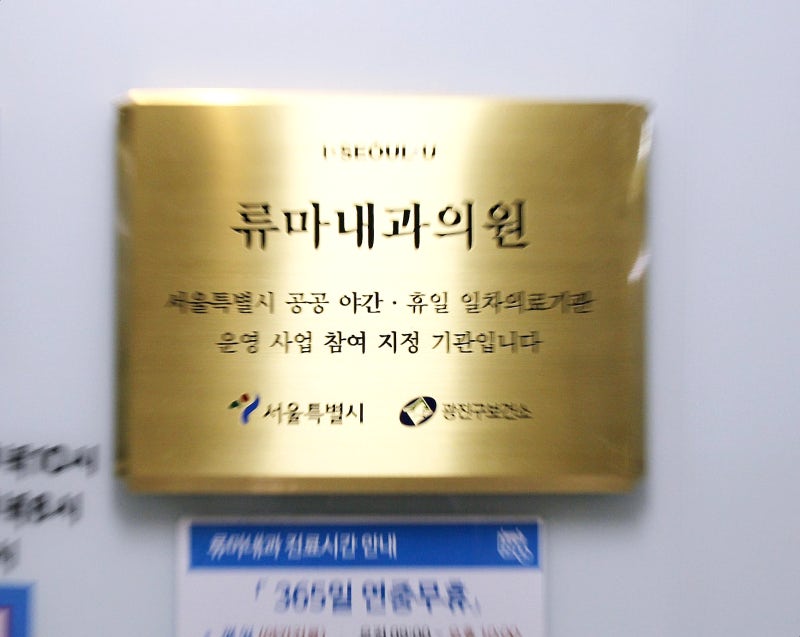 I·SEOUL·U
류마내과의원
서울특별시 공공 야간·휴일 일차의료기관
운영 사업 참여 지정 기관입니다
서울특별시 광진구보건소
류마내과 진료시간 안내
「365일 연중무휴」